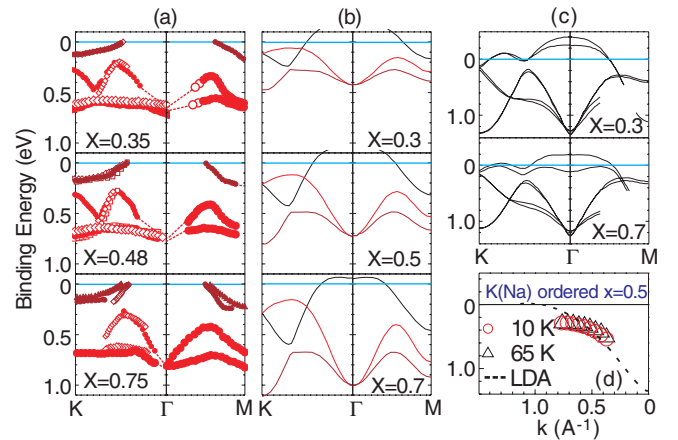 (a) (b) (c)
Binding Energy (eV)
0
0.5
1.0
X=0.35
0
0.5
1.0
X=0.48
0
0.5
1.0
X=0.75
K Γ M
X=0.3
X=0.5
X=0.7
K Γ M
0
1.0
X=0.3
0
1.0
X=0.7
K Γ M
K(Na) ordered x=0.5
0
10 K
65 K
LDA
(d)
1.0
1 0.5 0
k (A⁻¹)